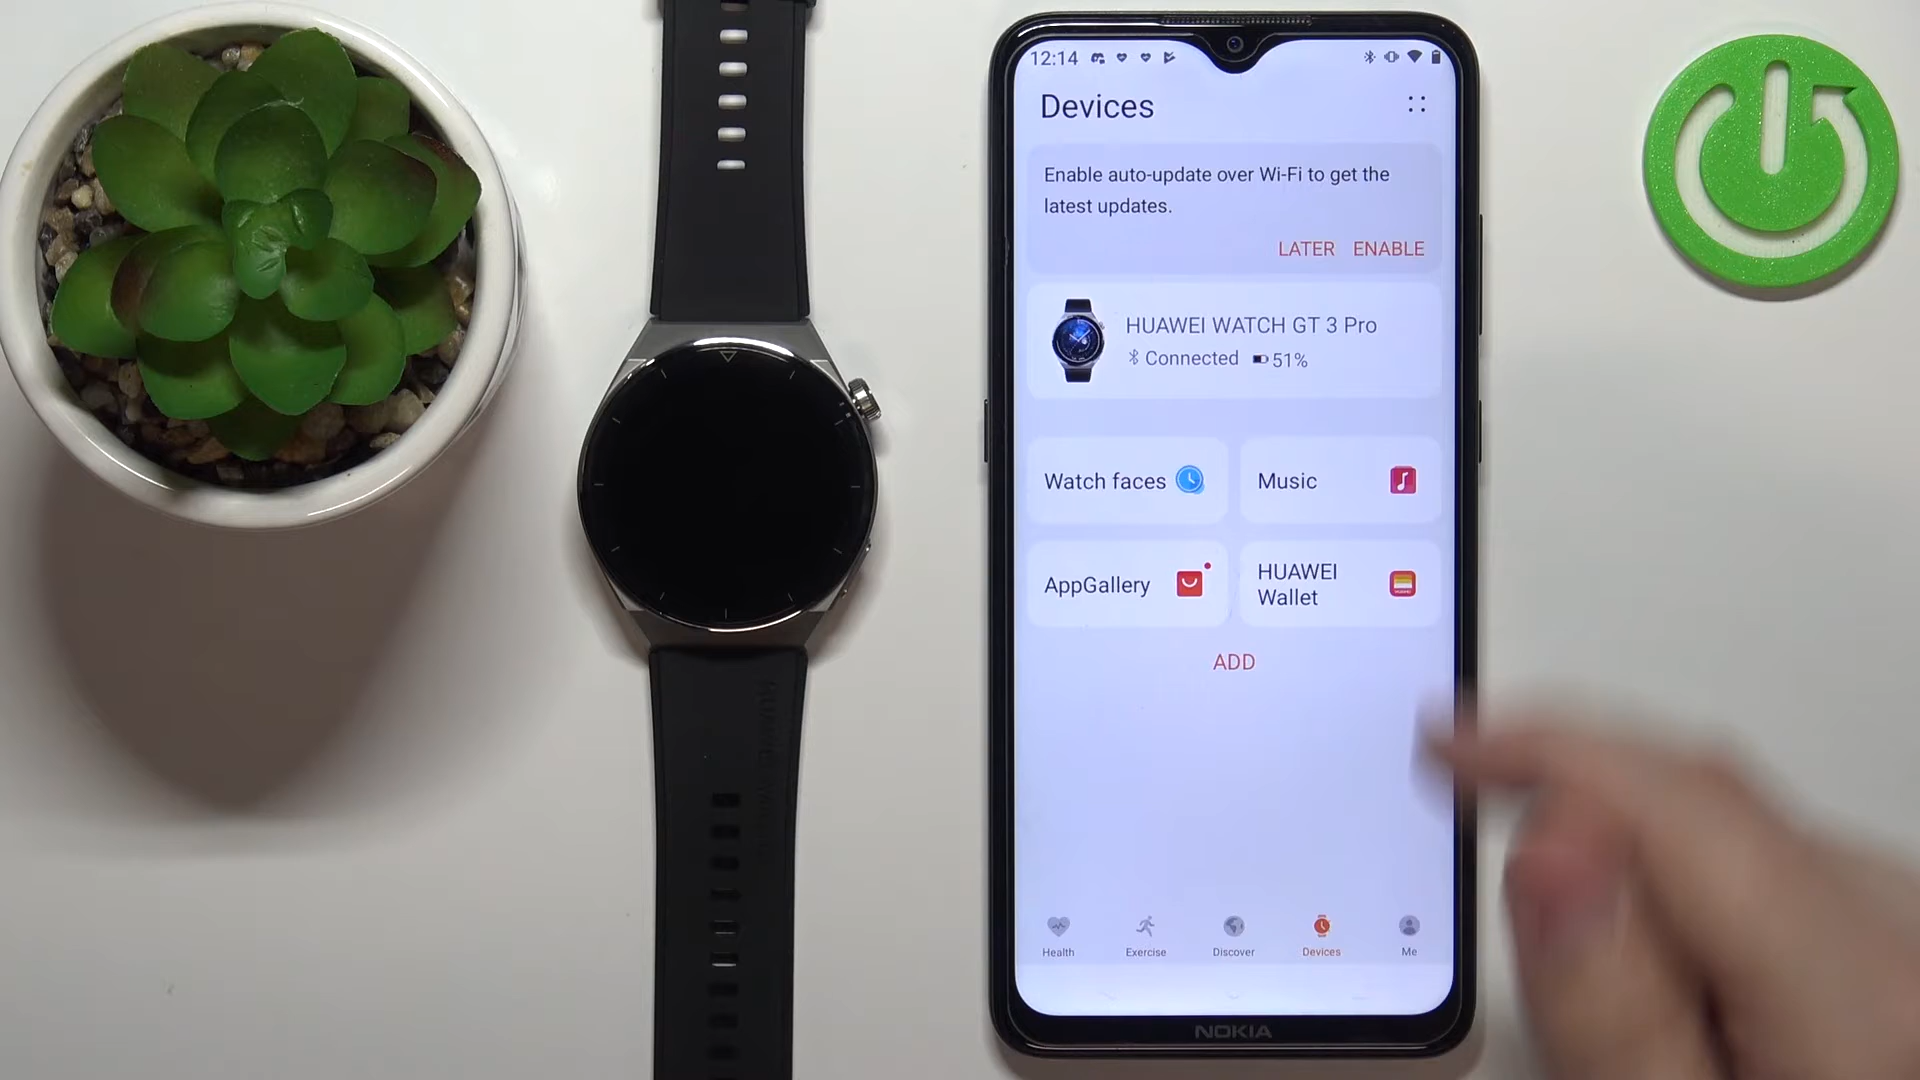 12:14
Devices
Enable auto-update over Wi-Fi to get the
latest updates.
LATER ENABLE
HUAWEI WATCH GT 3 Pro
Connected 51%
Watch faces
Music
AppGallery
HUAWEI
Wallet
ADD
Health
Exercise
Discover
Devices
Me
NOKIA